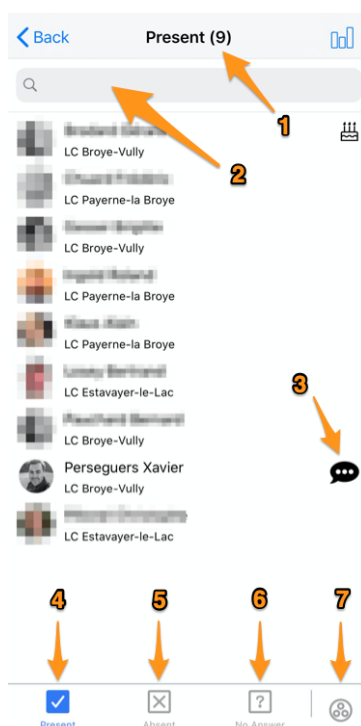 Back
Present (9)
1
2
LC Broye-Vully
LC Payerne-la Broye
LC Broye-Vully
LC Payerne-la Broye
LC Payerne-la Broye
LC Estavayer-le-Lac
3
LC Broye-Vully
Perseguers Xavier
LC Broye-Vully
LC Estavayer-le-Lac
4 5 6 7
?
Present Absent No Answer